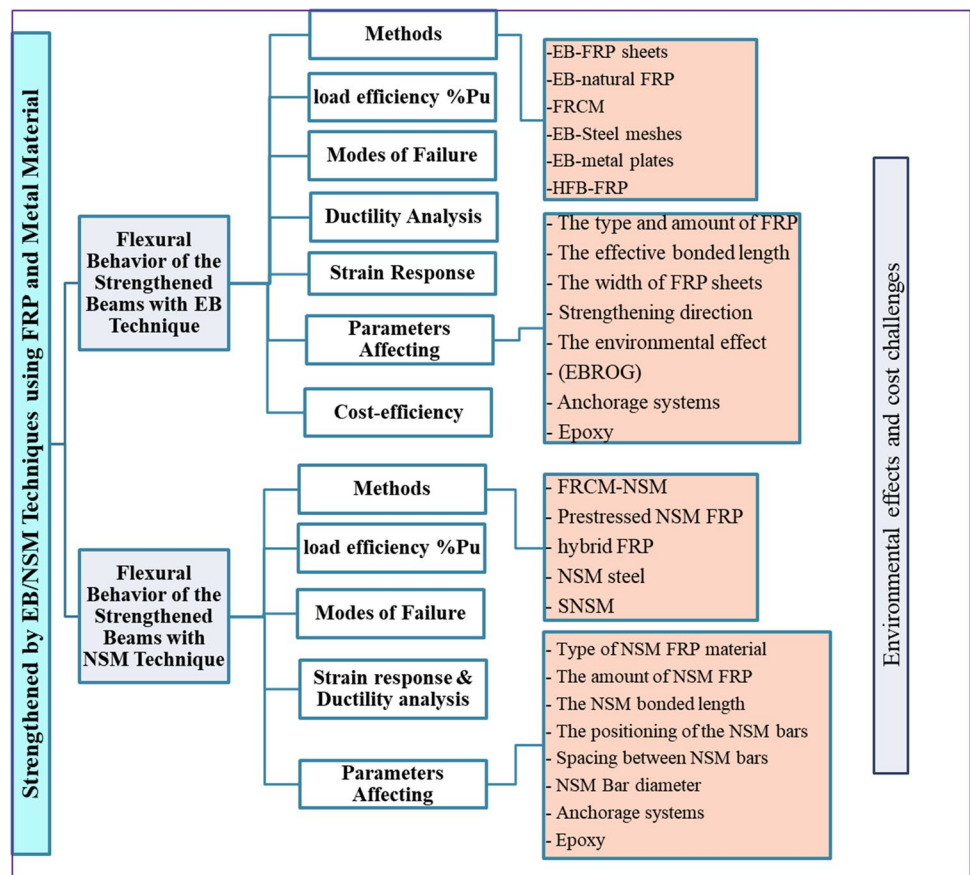 Strengthened by EB/NSM Techniques using FRP and Metal Material
Flexural
Behavior of the
Strengthened
Beams with EB
Technique
Methods
load efficiency %Pu
Modes of Failure
Ductility Analysis
Strain Response
Parameters
Affecting
Cost-efficiency
-EB-FRP sheets
-EB-natural FRP
-FRCM
-EB-Steel meshes
-EB-metal plates
-HFB-FRP
- The type and amount of FRP
- The effective bonded length
- The width of FRP sheets
- Strengthening direction
- The environmental effect
- (EBROG)
- Anchorage systems
- Epoxy
Flexural
Behavior of the
Strengthened
Beams with
NSM Technique
Methods
load efficiency %Pu
Modes of Failure
Strain response &
Ductility analysis
Parameters
Affecting
- FRCM-NSM
- Prestressed NSM FRP
- hybrid FRP
- NSM steel
- SNSM
- Type of NSM FRP material
- The amount of NSM FRP
- The NSM bonded length
- The positioning of the NSM bars
- Spacing between NSM bars
- NSM Bar diameter
- Anchorage systems
- Epoxy
Environmental effects and cost challenges